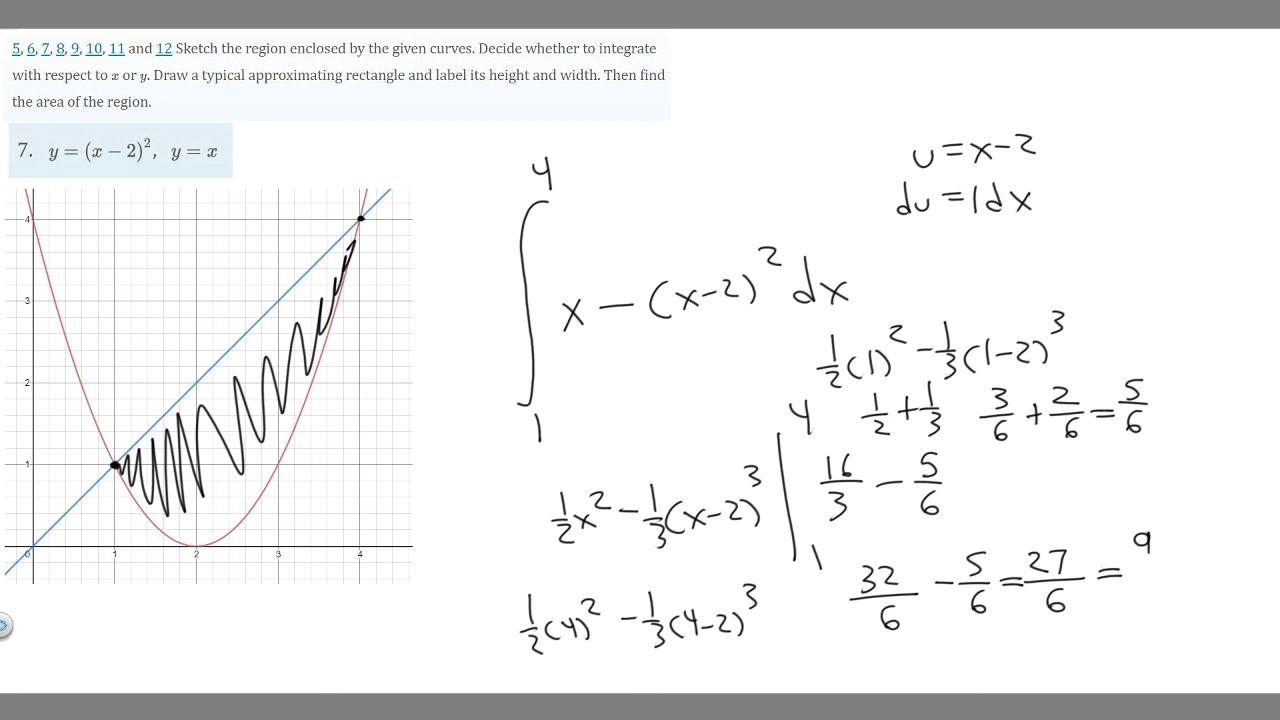 5, 6, 7, 8, 9, 10, 11 and 12 Sketch the region enclosed by the given curves. Decide whether to integrate
with respect to x or y. Draw a typical approximating rectangle and label its height and width. Then find
the area of the region.
7. y = (x − 2)², y = x
4
3
2
1
0 1 2 3 4
u = x - 2
du = 1 dx
∫₁⁴ x - (x-2)² dx
1/2 (1)² - 1/3 (1-2)³
1/2 + 1/3 3/6 + 2/6 = 5/6
1/2 x² - 1/3 (x-2)³ |₁⁴ 16/3 - 5/6
1/2 (4)² - 1/3 (4-2)³ 32/6 - 5/6 = 27/6 = 9